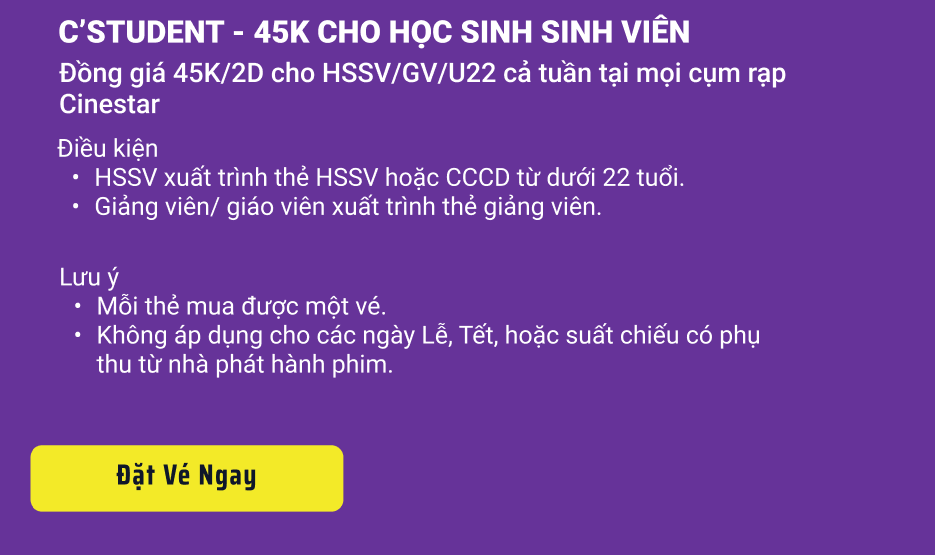 C'STUDENT - 45K CHO HỌC SINH SINH VIÊN
Đồng giá 45K/2D cho HSSV/GV/U22 cả tuần tại mọi cụm rạp
Cinestar
Điều kiện
• HSSV xuất trình thẻ HSSV hoặc CCCD từ dưới 22 tuổi.
• Giảng viên/ giáo viên xuất trình thẻ giảng viên.
Lưu ý
• Mỗi thẻ mua được một vé.
• Không áp dụng cho các ngày Lễ, Tết, hoặc suất chiếu có phụ
thu từ nhà phát hành phim.
Đặt Vé Ngay